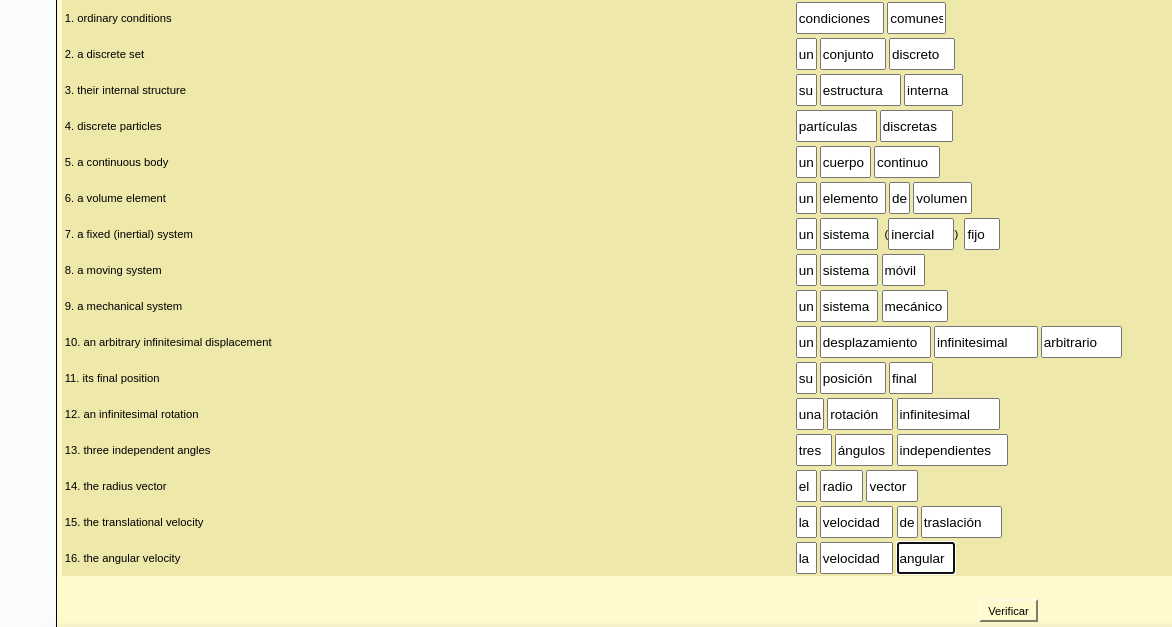 1. ordinary conditions condiciones comunes
2. a discrete set un conjunto discreto
3. their internal structure su estructura interna
4. discrete particles partículas discretas
5. a continuous body un cuerpo continuo
6. a volume element un elemento de volumen
7. a fixed (inertial) system un sistema (inercial) fijo
8. a moving system un sistema móvil
9. a mechanical system un sistema mecánico
10. an arbitrary infinitesimal displacement un desplazamiento infinitesimal arbitrario
11. its final position su posición final
12. an infinitesimal rotation una rotación infinitesimal
13. three independent angles tres ángulos independientes
14. the radius vector el radio vector
15. the translational velocity la velocidad de traslación
16. the angular velocity la velocidad angular
Verificar